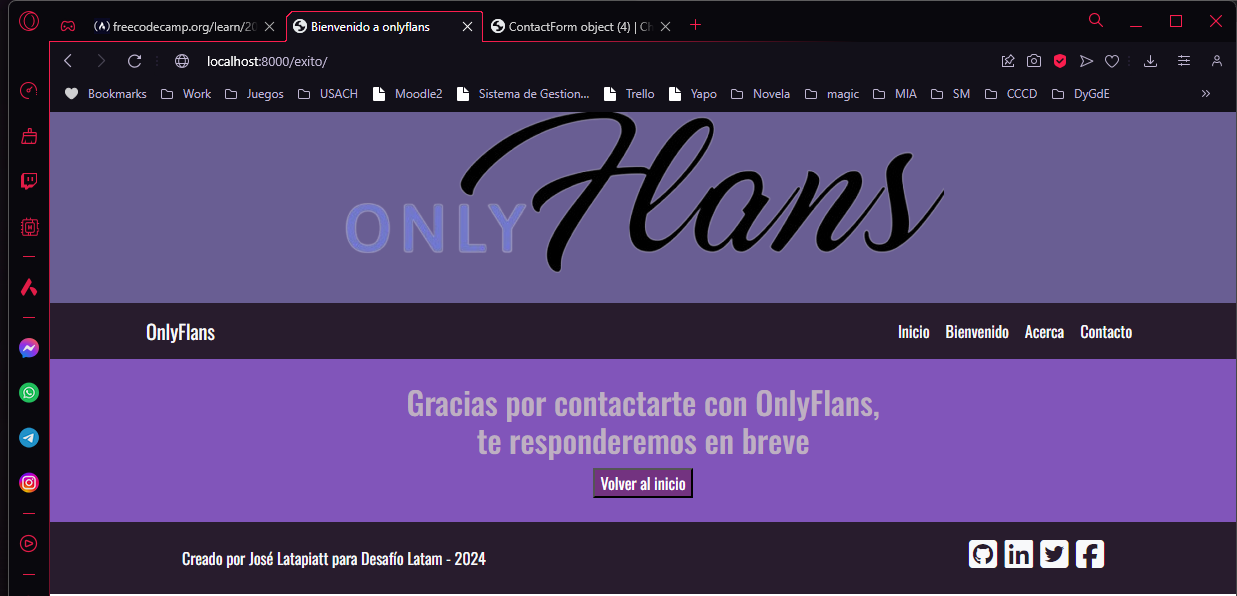 freecodecamp.org/learn/20
Bienvenido a onlyflans
ContactForm object (4) | Ch
localhost:8000/exito/
Bookmarks Work Juegos USACH Moodle2 Sistema de Gestion... Trello Yapo Novela magic MIA SM CCCD DyGdE »
ONLY Flans
OnlyFlans Inicio Bienvenido Acerca Contacto
Gracias por contactarte con OnlyFlans,
te responderemos en breve
Volver al inicio
Creado por José Latapiatt para Desafío Latam - 2024